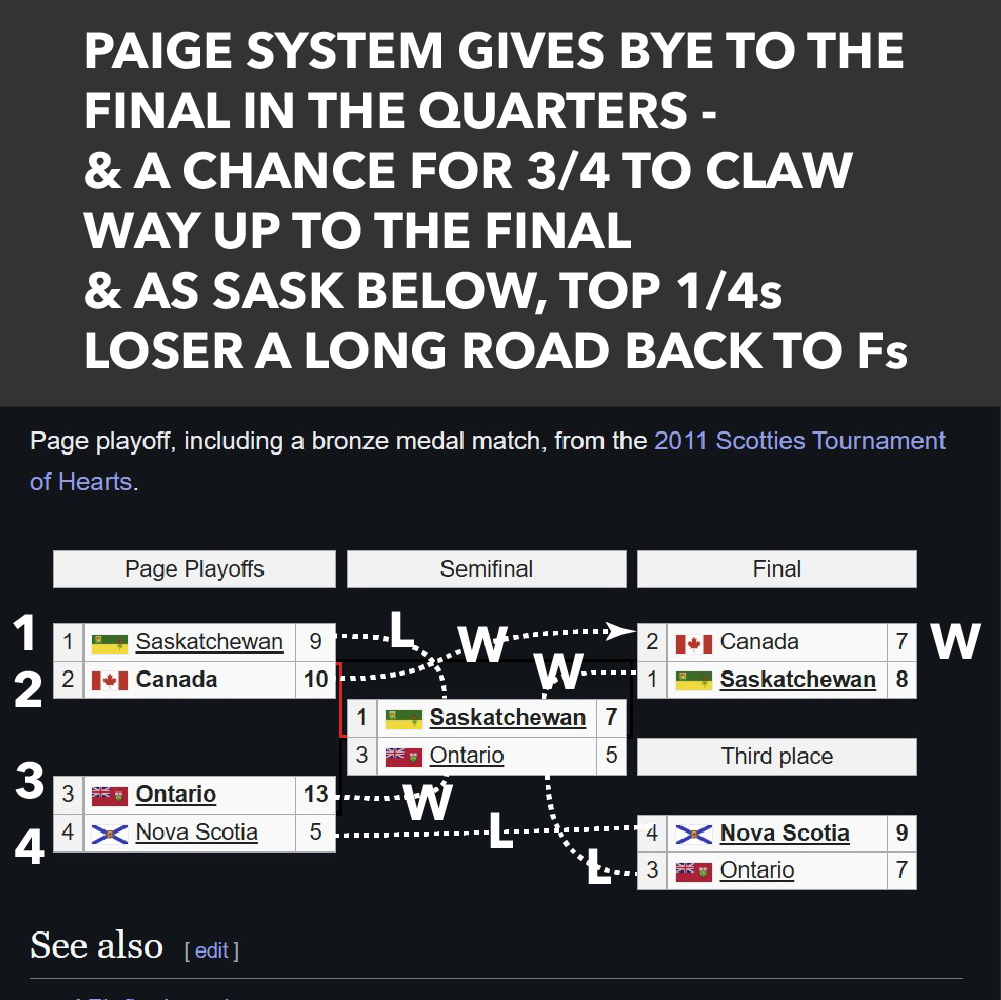 PAIGE SYSTEM GIVES BYE TO THE
FINAL IN THE QUARTERS -
& A CHANCE FOR 3/4 TO CLAW
WAY UP TO THE FINAL
& AS SASK BELOW, TOP 1/4s
LOSER A LONG ROAD BACK TO Fs
Page playoff, including a bronze medal match, from the 2011 Scotties Tournament
of Hearts.
Page Playoffs Semifinal Final
1 1 Saskatchewan 9 L W 2 Canada 7 W
2 2 Canada 10 W 1 Saskatchewan 8
1 Saskatchewan 7
3 Ontario 5 Third place
3 3 Ontario 13 W
4 4 Nova Scotia 5 L 4 Nova Scotia 9
L 3 Ontario 7
See also [ edit ]